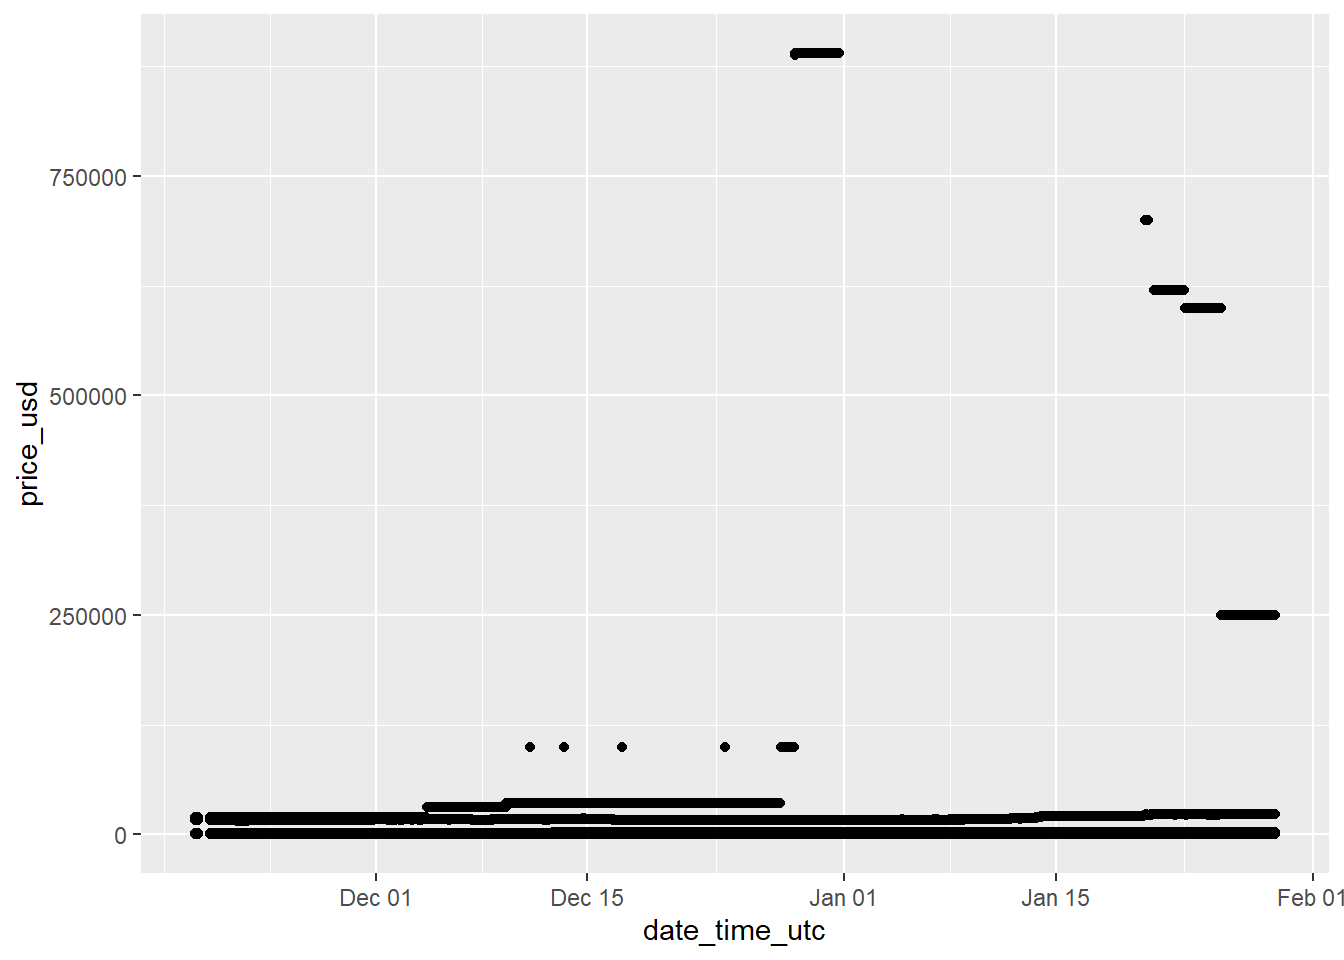 price_usd
750000
500000
250000
0
Dec 01
Dec 15
Jan 01
Jan 15
Feb 01
date_time_utc